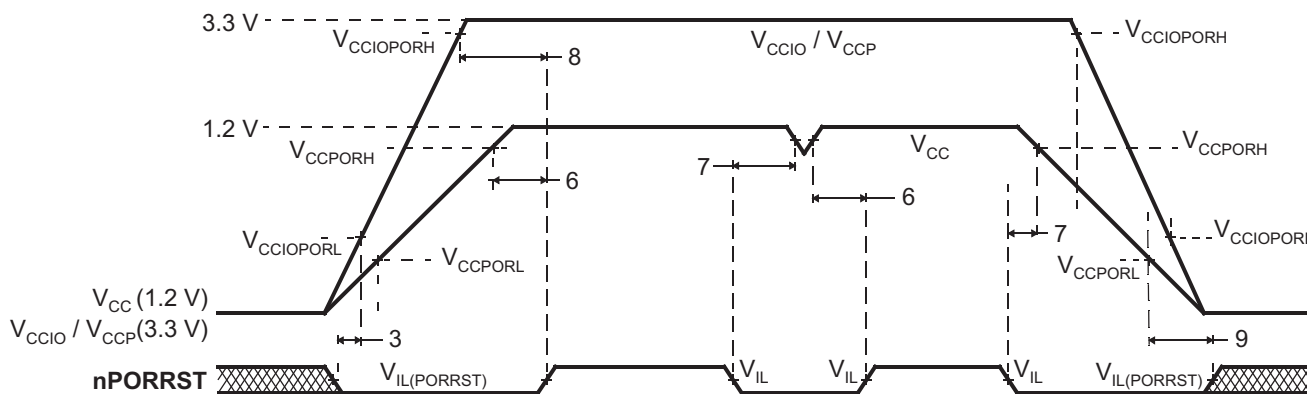 3.3 V
VCCIOPORH
VCCIO / VCCP
VCCIOPORH
8
1.2 V
VCCPORH
VCC
VCCPORH
7
6
6
7
VCCIOPORL
VCCPORL
VCCPORL
VCCIOPORL
VCC (1.2 V)
VCCIO / VCCP(3.3 V)
3
9
nPORRST
VIL(PORRST)
VIL
VIL
VIL
VIL(PORRST)